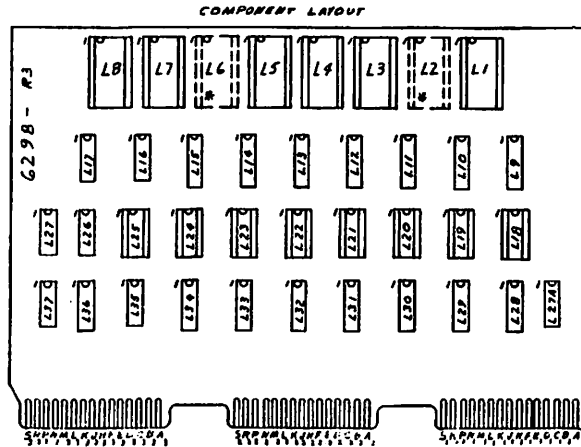 COMPONENT LAYOUT
6298- R3
L8 L7 L6 L5 L4 L3 L2 L1
* *
L17 L16 L15 L14 L13 L12 L11 L10 L9
L27 L26 L25 L24 L23 L22 L21 L20 L19 L18
L37 L36 L35 L34 L33 L32 L31 L30 L29 L28 L27A